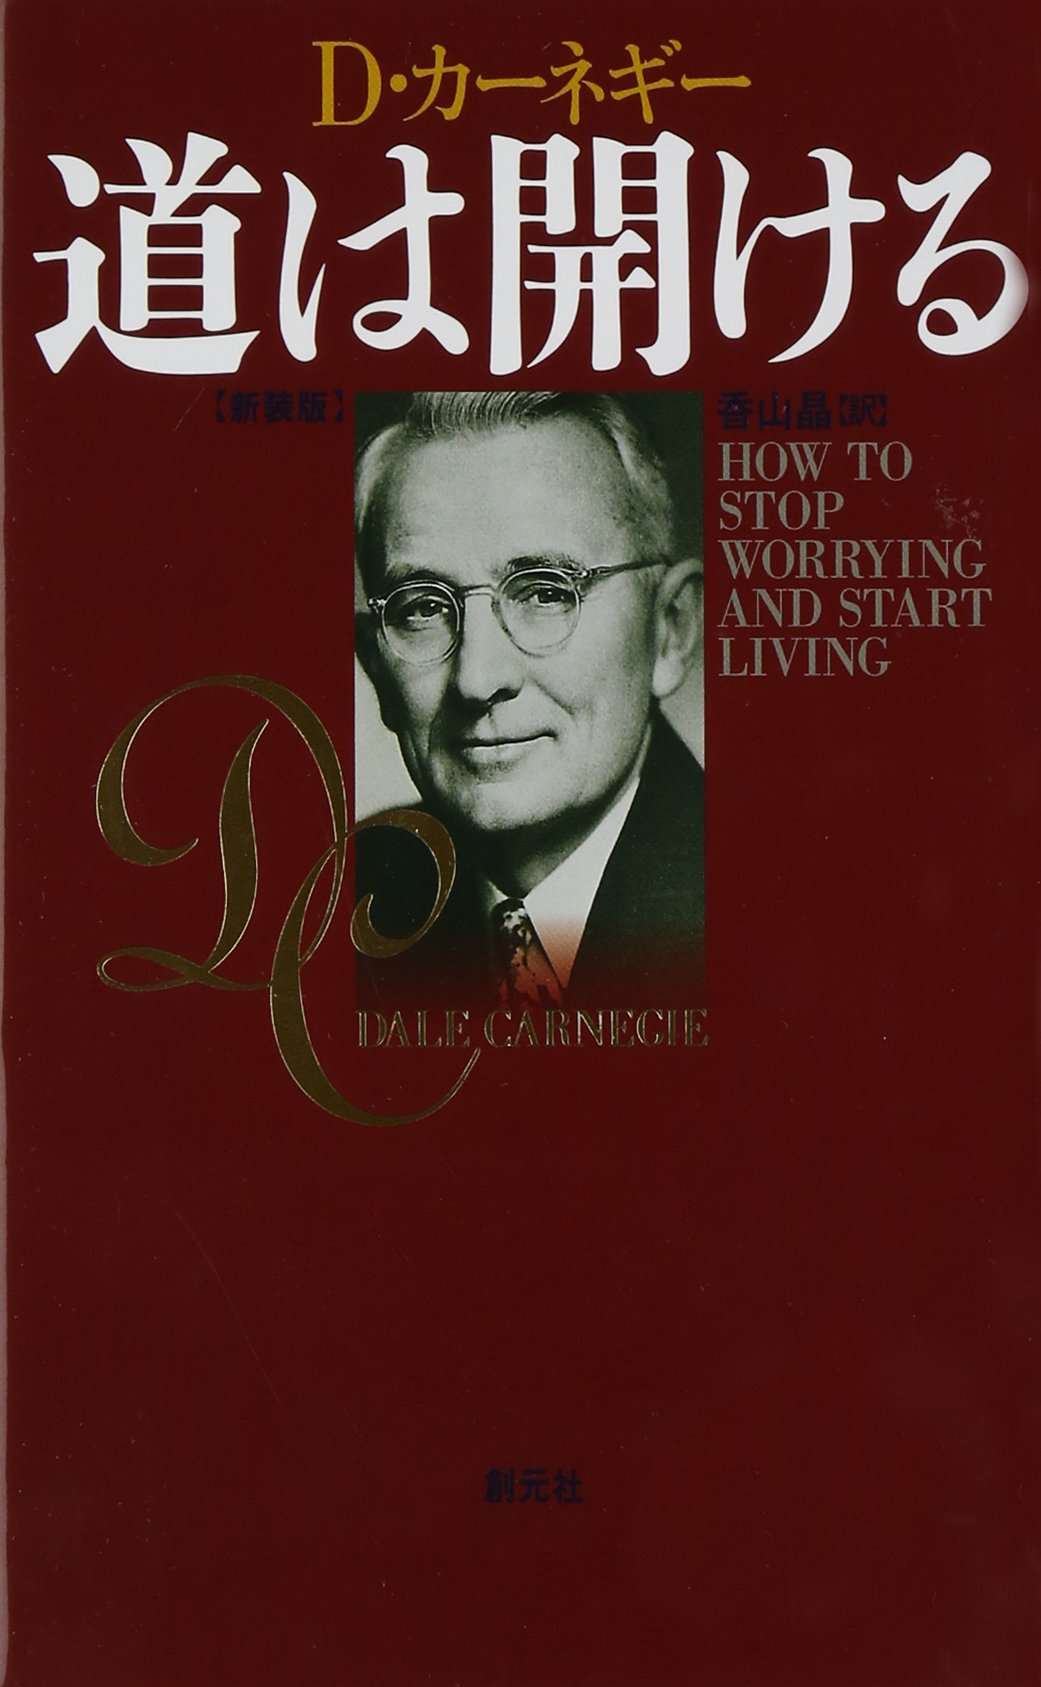 D・カーネギー
道は開ける
【新装版】
香山晶【訳】
HOW TO
STOP
WORRYING
AND START
LIVING
DC
DALE CARNEGIE
創元社